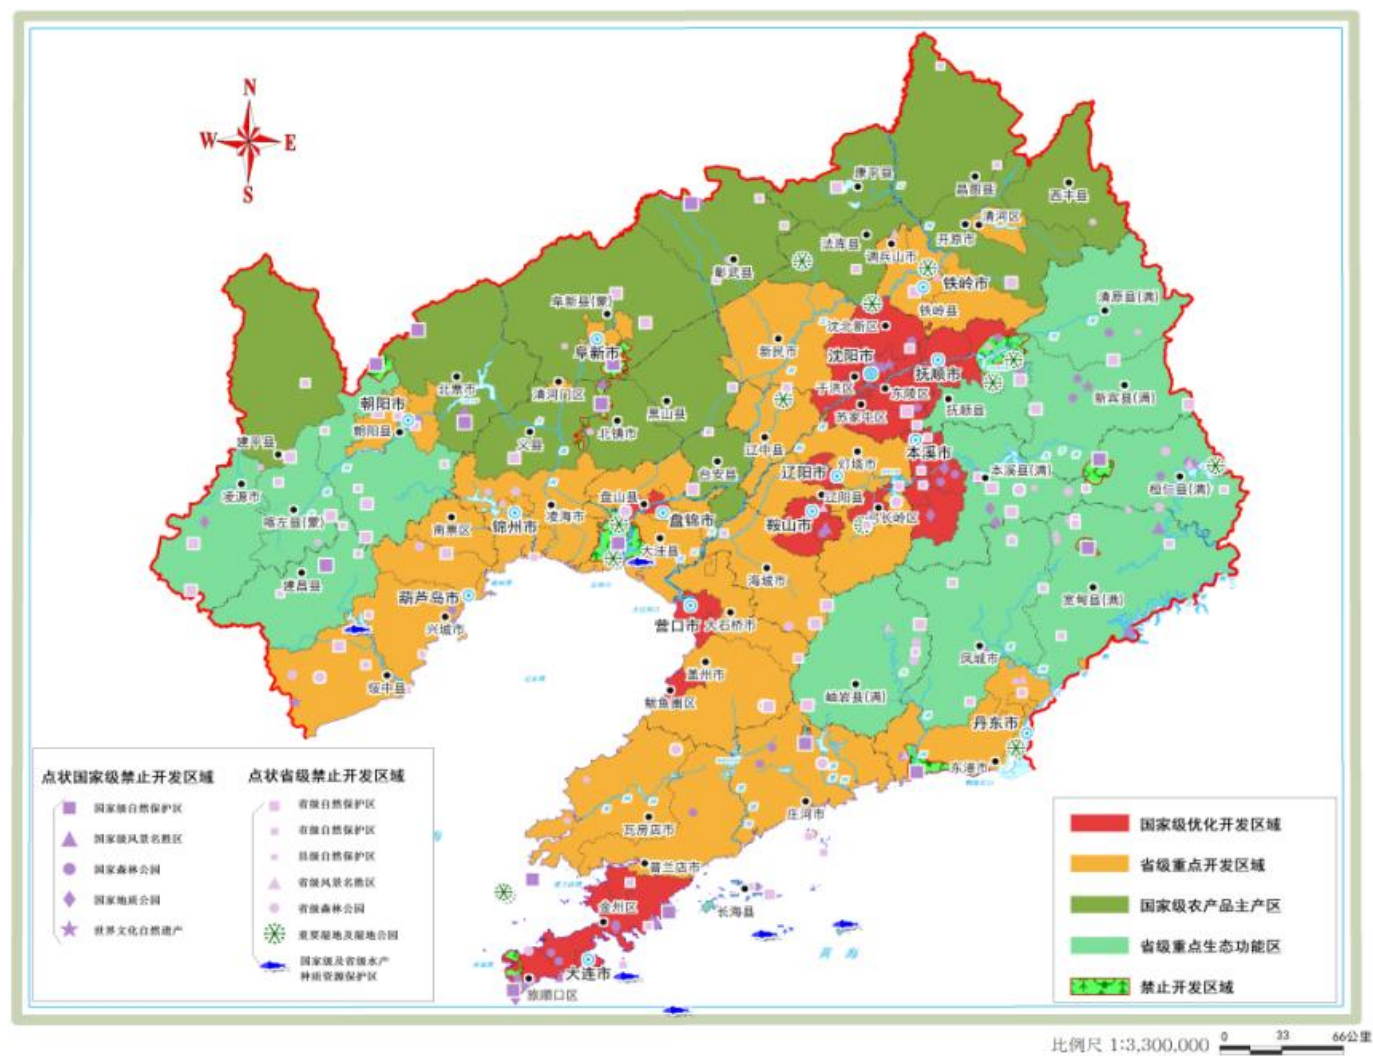 N
W E
S
康平县
昌图县
西丰县
清河区
开原市
法库县
调兵山市
彰武县
铁岭市
清原县(满)
阜新县(蒙)
铁岭县
沈北新区
阜新市
新民市
沈阳市
抚顺市
北票市
清河门区
于洪区
东陵区
新宾县(满)
朝阳市
黑山县
苏家屯区
抚顺县
朝阳县
义县
北镇市
建平县
辽中县
本溪市
台安县
辽阳市
灯塔市
本溪县(满)
凌源市
桓仁县(满)
盘山县
辽阳县
喀左县(蒙)
锦州市
凌海市
盘锦市
鞍山市
弓长岭区
南票区
大洼县
建昌县
海城市
葫芦岛市
宽甸县(满)
兴城市
营口市
大石桥市
凤城市
盖州市
绥中县
鲅鱼圈区
岫岩县(满)
丹东市
东港市
庄河市
瓦房店市
普兰店市
金州区
长海县
黄海
海
大连市
旅顺口区
点状国家级禁止开发区域
国家级自然保护区
国家级风景名胜区
国家森林公园
国家地质公园
世界文化自然遗产
点状省级禁止开发区域
省级自然保护区
市级自然保护区
县级自然保护区
省级风景名胜区
省级森林公园
重要湿地及湿地公园
国家级及省级水产
种质资源保护区
国家级优化开发区域
省级重点开发区域
国家级农产品主产区
省级重点生态功能区
禁止开发区域
比例尺 1:3,300,000
0 33 66公里